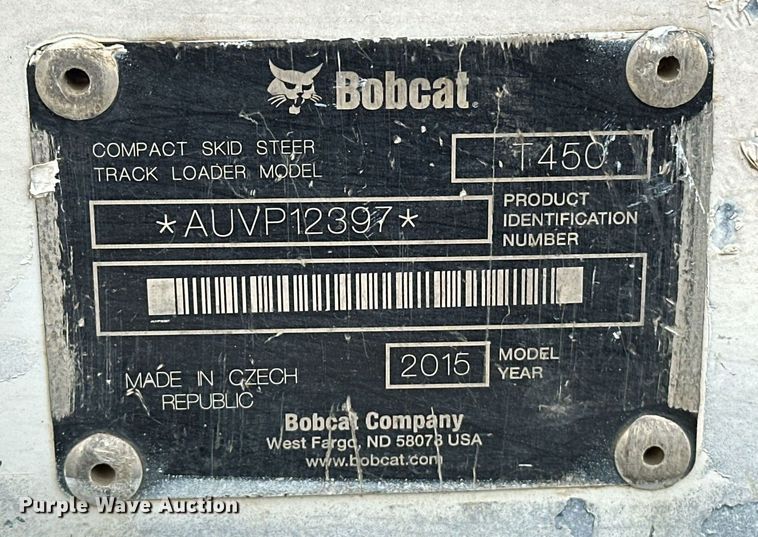 Bobcat
COMPACT SKID STEER
TRACK LOADER MODEL
T450
*AUVP12397*
PRODUCT
IDENTIFICATION
NUMBER
2015
MODEL
YEAR
MADE IN CZECH
REPUBLIC
Bobcat Company
West Fargo, ND 58078 USA
www.bobcat.com
Purple Wave Auction